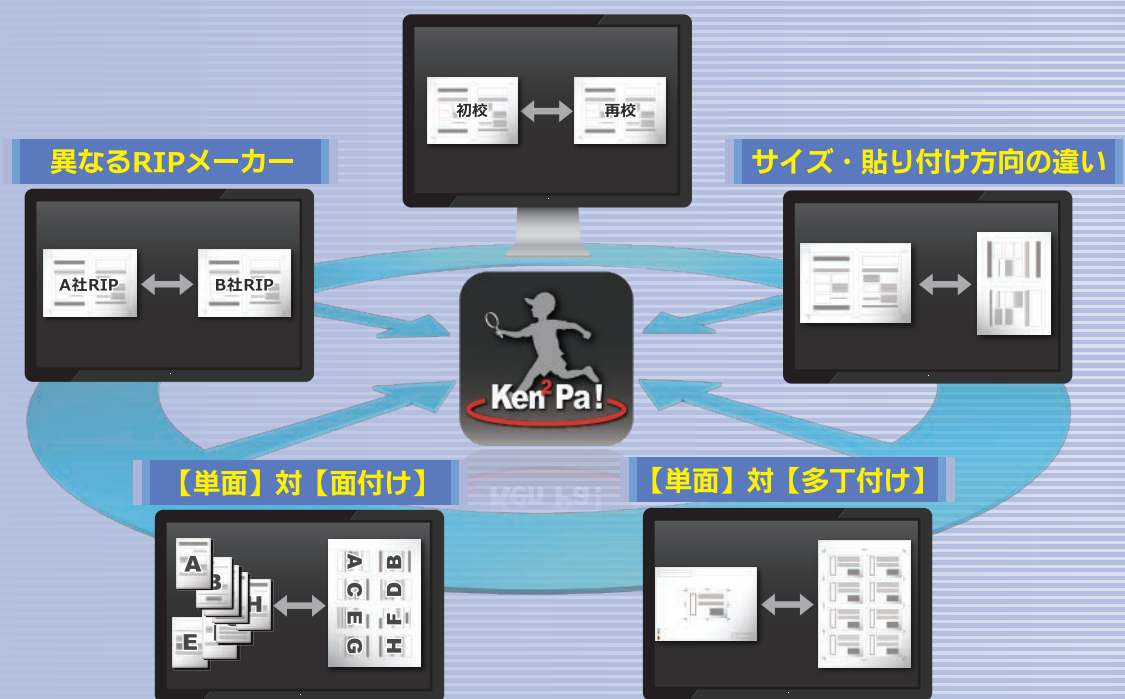 初校
再校
異なるRIPメーカー
サイズ・貼り付け方向の違い
A社RIP
B社RIP
Ken²Pa!
【単面】対【面付け】
【単面】対【多丁付け】
A
B
H
E
A B
C D
E F
G H